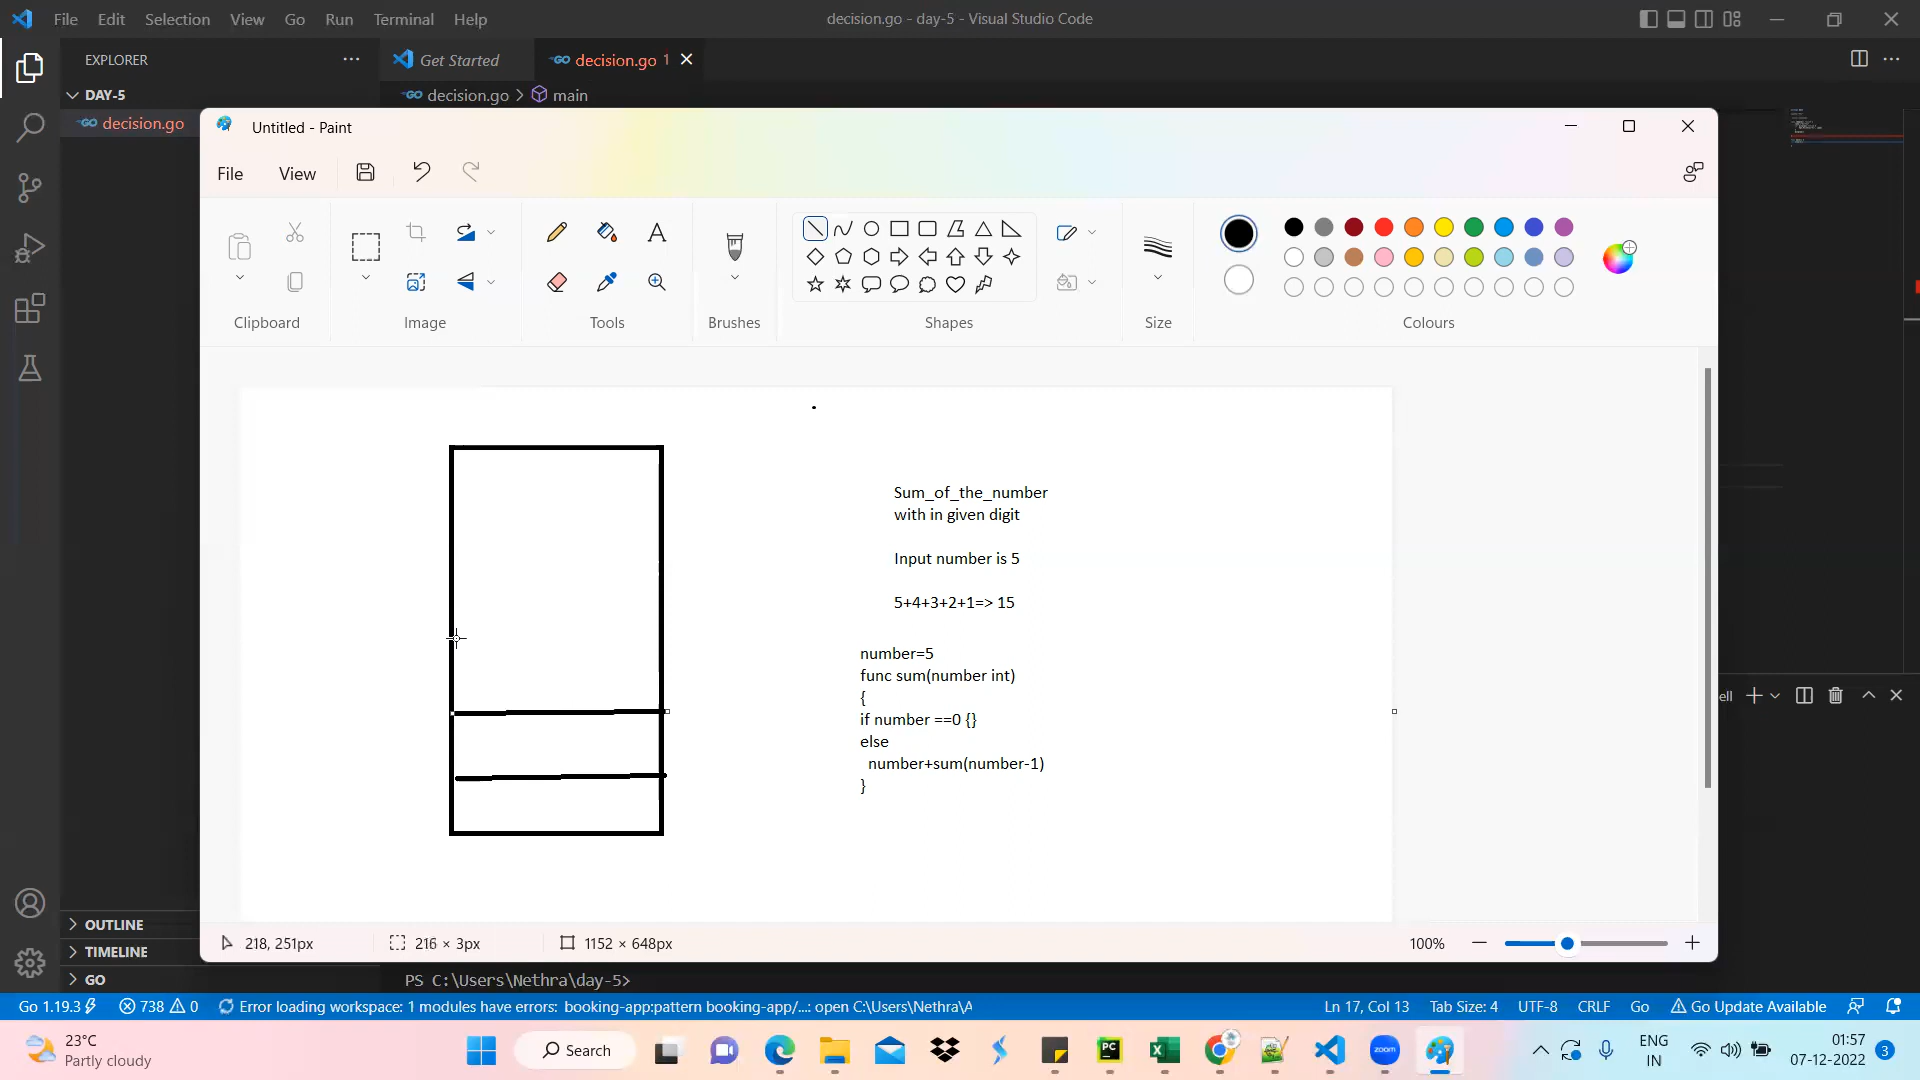 File Edit Selection View Go Run Terminal Help
decision.go - day-5 - Visual Studio Code
EXPLORER
Get Started
decision.go 1
DAY-5
decision.go > main
decision.go
Untitled - Paint
File View
Clipboard
Image
Tools
Brushes
Shapes
Size
Colours
Sum_of_the_number
with in given digit
Input number is 5
5+4+3+2+1=> 15
number=5
func sum(number int)
{
if number ==0 {}
else
number+sum(number-1)
}
ell
218, 251px
216 × 3px
1152 × 648px
100%
OUTLINE
TIMELINE
GO
PS C:\Users\Nethra\day-5>
Go 1.19.3
738 0
Error loading workspace: 1 modules have errors: booking-app:pattern booking-app/...: open C:\Users\Nethra\A
Ln 17, Col 13 Tab Size: 4 UTF-8 CRLF Go Go Update Available
23°C
Partly cloudy
Search
PC
zoom
ENG
IN
01:57
07-12-2022
3